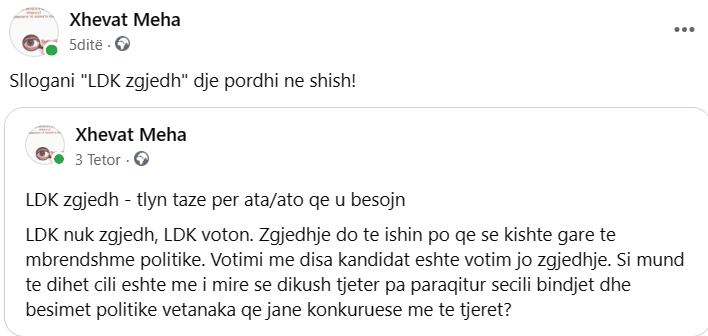 Xhevat Meha
5ditë ·
Sllogani "LDK zgjedh" dje pordhi ne shish!
Xhevat Meha
3 Tetor ·
LDK zgjedh - tlyn taze per ata/ato qe u besojn
LDK nuk zgjedh, LDK voton. Zgjedhje do te ishin po qe se kishte gare te
mbrendshme politike. Votimi me disa kandidat eshte votim jo zgjedhje. Si mund
te dihet cili eshte me i mire se dikush tjeter pa paraqitur secili bindjet dhe
besimet politike vetanaka qe jane konkuruese me te tjeret?